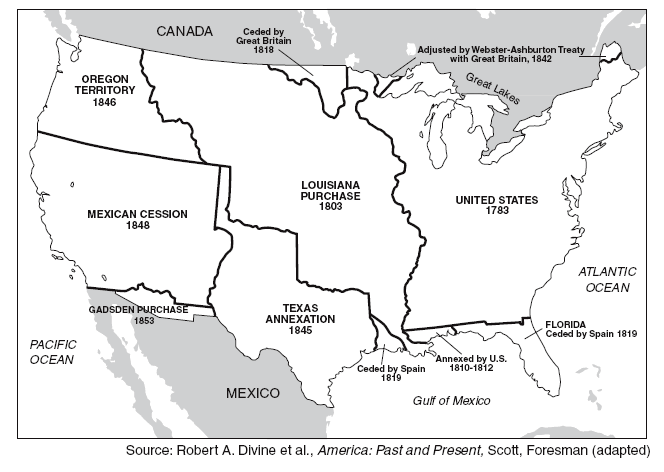 CANADA
Ceded by
Great Britain
1818
Adjusted by Webster-Ashburton Treaty
with Great Britain, 1842
Great Lakes
OREGON
TERRITORY
1846
LOUISIANA
PURCHASE
1803
UNITED STATES
1783
MEXICAN CESSION
1848
ATLANTIC
OCEAN
GADSDEN PURCHASE
1853
TEXAS
ANNEXATION
1845
FLORIDA
Ceded by Spain 1819
PACIFIC
OCEAN
Ceded by Spain
1819
Annexed by U.S.
1810-1812
MEXICO
Gulf of Mexico
Source: Robert A. Divine et al., America: Past and Present, Scott, Foresman (adapted)